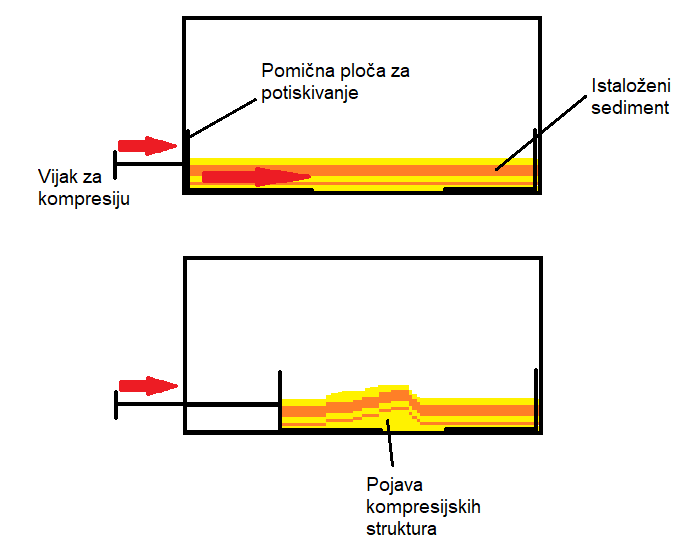 Pomična ploča za
potiskivanje
Istaloženi
sediment
Vijak za
kompresiju
Pojava
kompresijskih
struktura